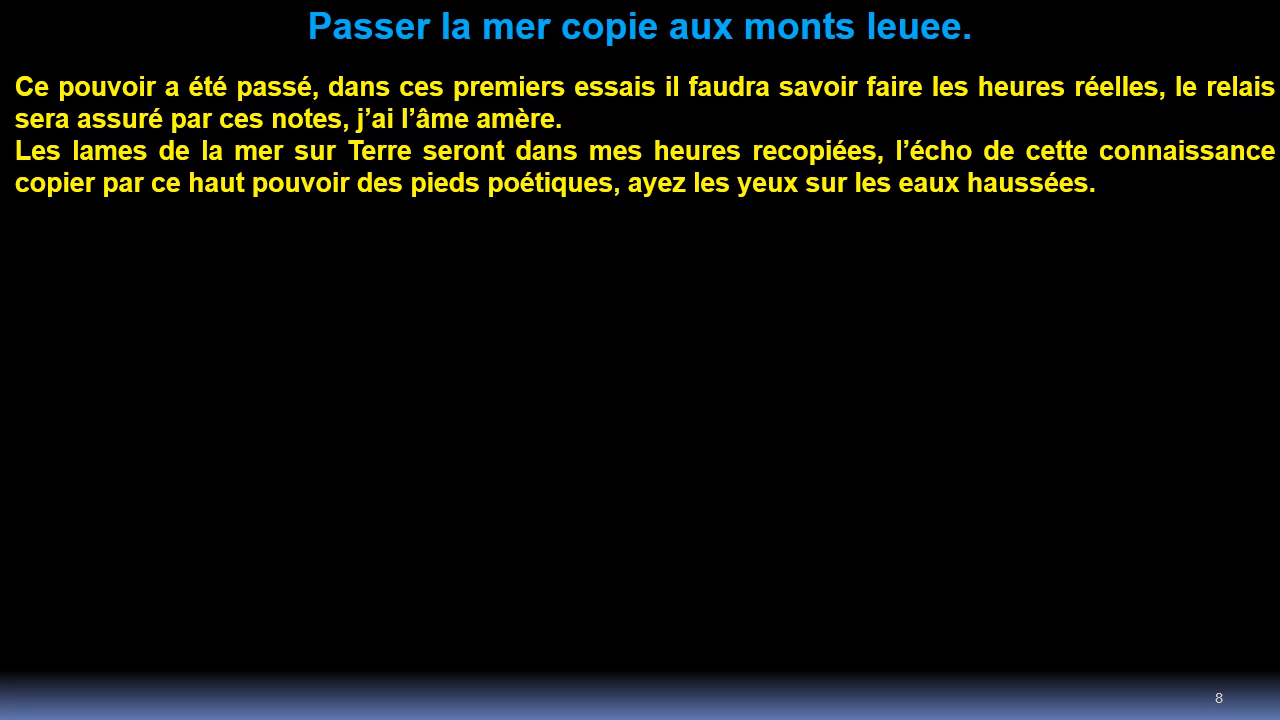 Passer la mer copie aux monts leuee.
Ce pouvoir a été passé, dans ces premiers essais il faudra savoir faire les heures réelles, le relais
sera assuré par ces notes, j’ai l’âme amère.
Les lames de la mer sur Terre seront dans mes heures recopiées, l’écho de cette connaissance
copier par ce haut pouvoir des pieds poétiques, ayez les yeux sur les eaux haussées.
8